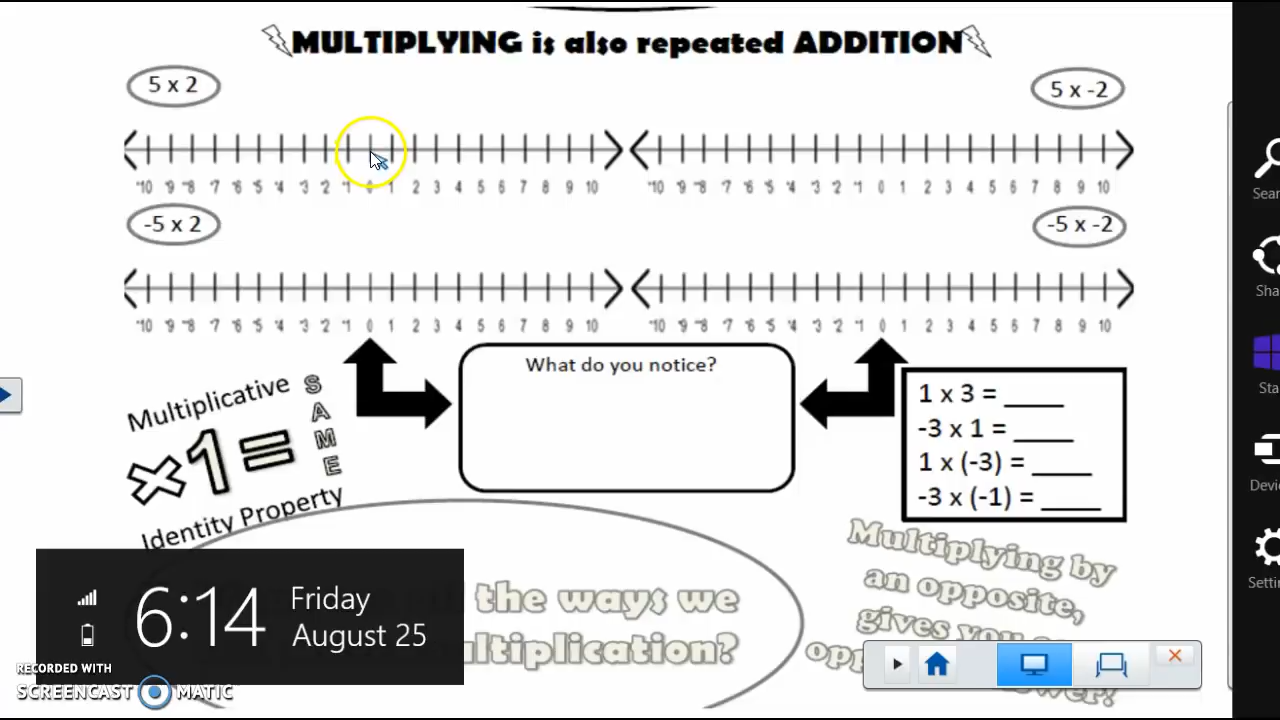 MULTIPLYING is also repeated ADDITION
5 x 2
5 x -2
-10 -9 -8 -7 -6 -5 -4 -3 -2 -1 0 1 2 3 4 5 6 7 8 9 10
-10 -9 -8 -7 -6 -5 -4 -3 -2 -1 0 1 2 3 4 5 6 7 8 9 10
-5 x 2
-5 x -2
-10 -9 -8 -7 -6 -5 -4 -3 -2 -1 0 1 2 3 4 5 6 7 8 9 10
-10 -9 -8 -7 -6 -5 -4 -3 -2 -1 0 1 2 3 4 5 6 7 8 9 10
What do you notice?
Multiplicative
×1=
SAME
Identity Property
1 x 3 = ____
-3 x 1 = ____
1 x (-3) = ____
-3 x (-1) = ____
the ways we
multiplication?
Multiplying by
an opposite,
gives you
6:14
Friday
August 25
RECORDED WITH
SCREENCAST MATIC